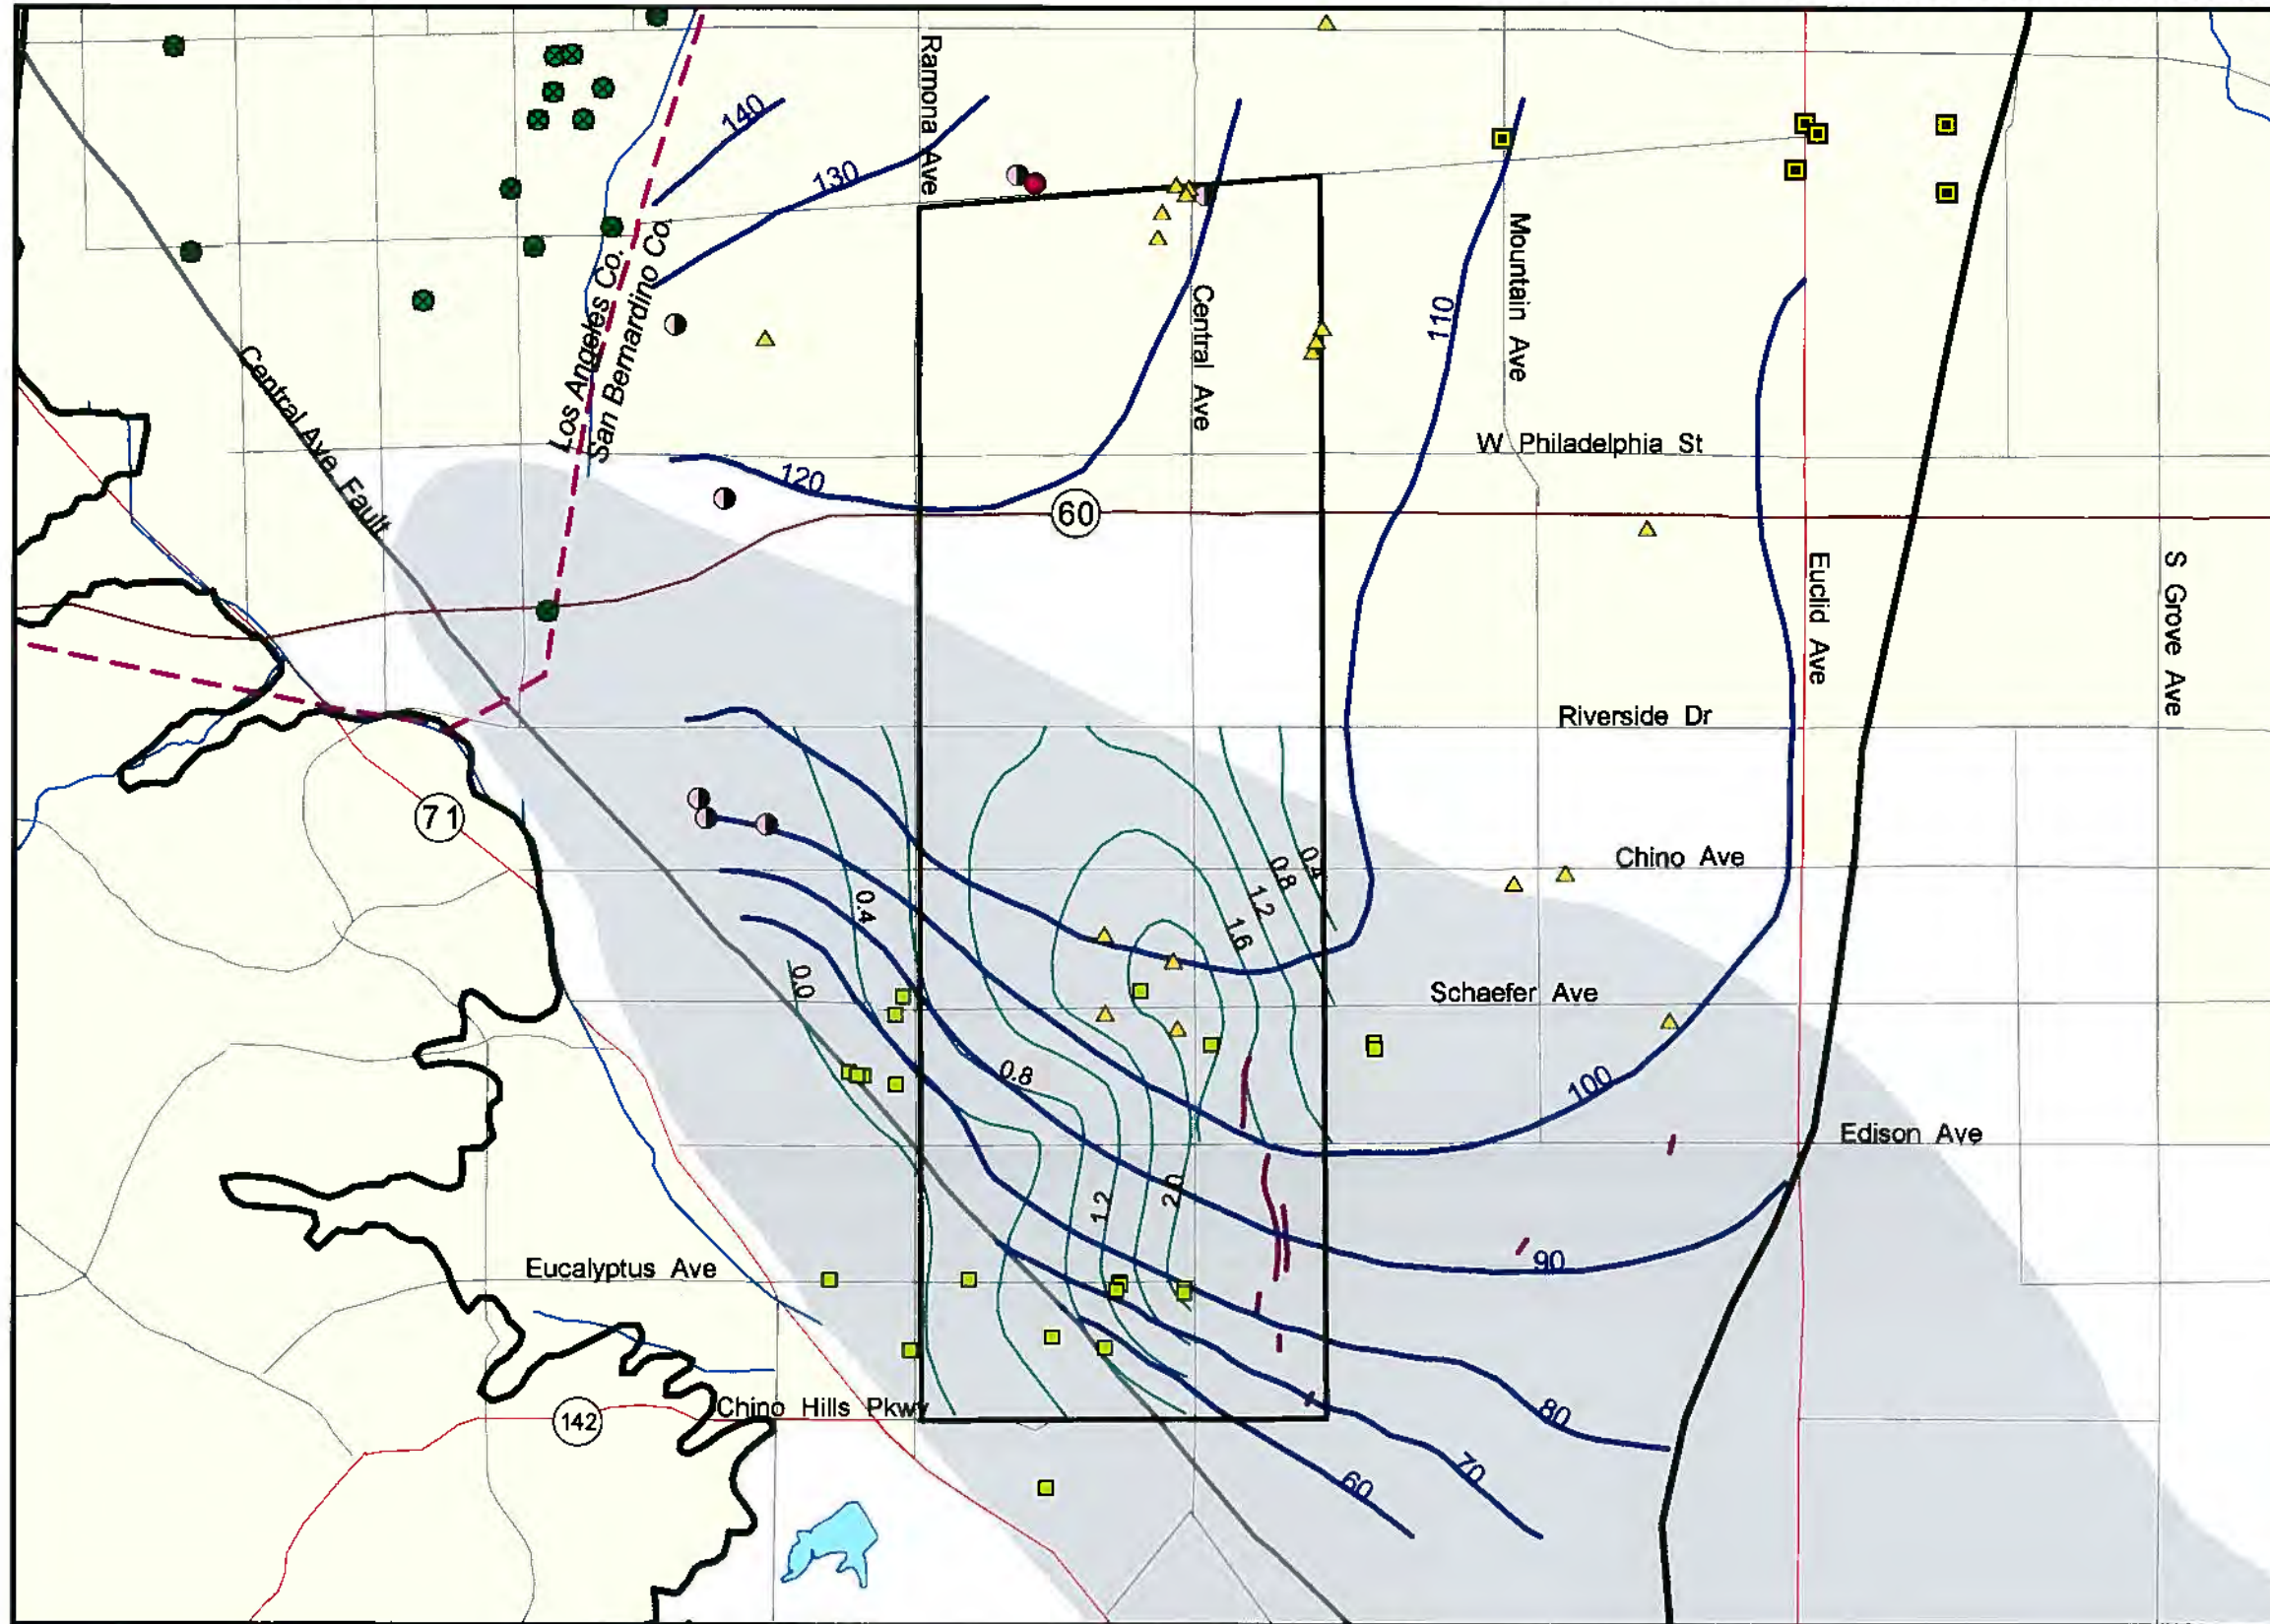 Ramona Ave
140
130
Los Angeles Co.
San Bernardino Co.
Central Ave
110
Mountain Ave
Central Ave Fault
W Philadelphia St
120
60
Euclid Ave
S Grove Ave
Riverside Dr
71
Chino Ave
0.4
0.8
1.2
1.6
0.4
0.0
Schaefer Ave
0.8
100
Edison Ave
1.2
2.0
Eucalyptus Ave
90
Chino Hills Pkwy
142
80
70
60